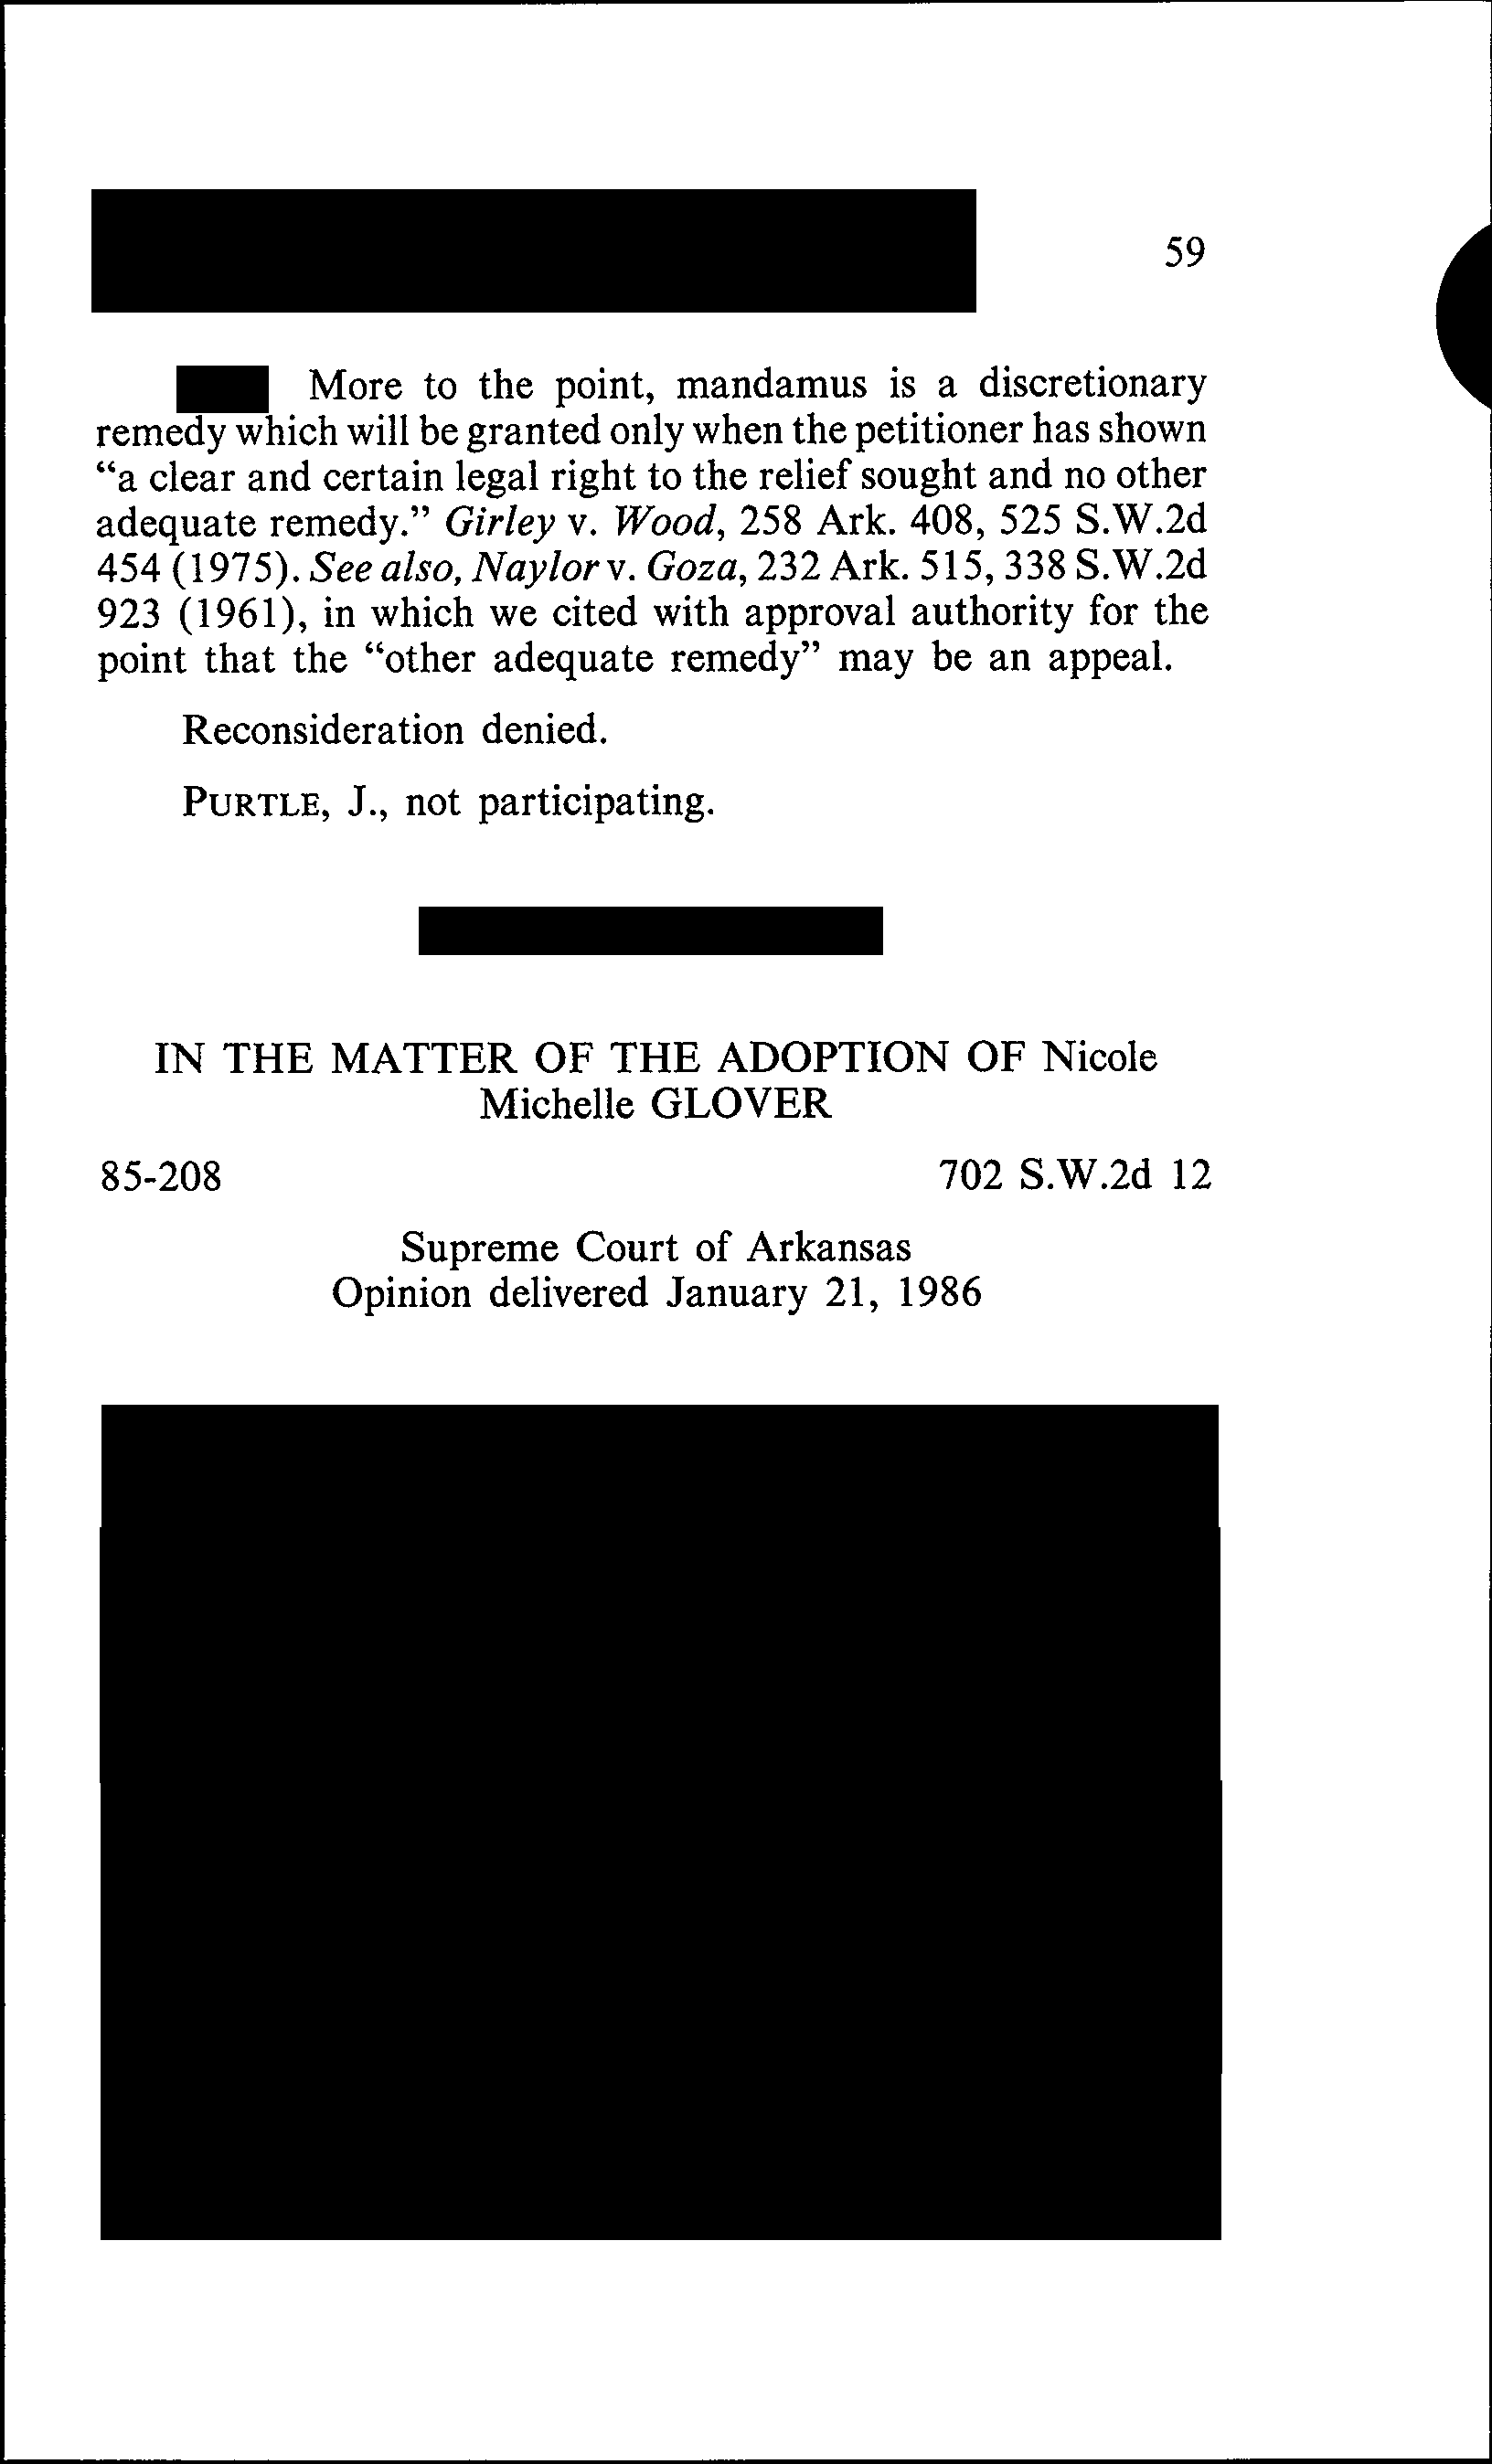 59
More to the point, mandamus is a discretionary
remedy which will be granted only when the petitioner has shown
“a clear and certain legal right to the relief sought and no other
adequate remedy.” Girley v. Wood, 258 Ark. 408, 525 S.W.2d
454 (1975). See also, Naylor v. Goza, 232 Ark. 515, 338 S.W.2d
923 (1961), in which we cited with approval authority for the
point that the “other adequate remedy” may be an appeal.
Reconsideration denied.
PURTLE, J., not participating.
IN THE MATTER OF THE ADOPTION OF Nicole
Michelle GLOVER
85-208 702 S.W.2d 12
Supreme Court of Arkansas
Opinion delivered January 21, 1986